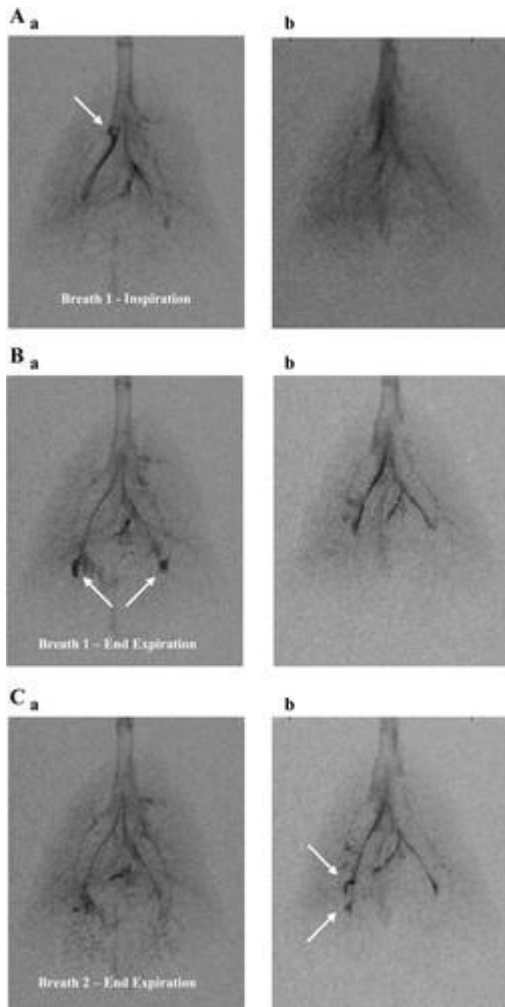 A a
b
Breath 1 - Inspiration
B a
b
Breath 1 – End Expiration
C a
b
Breath 2 – End Expiration